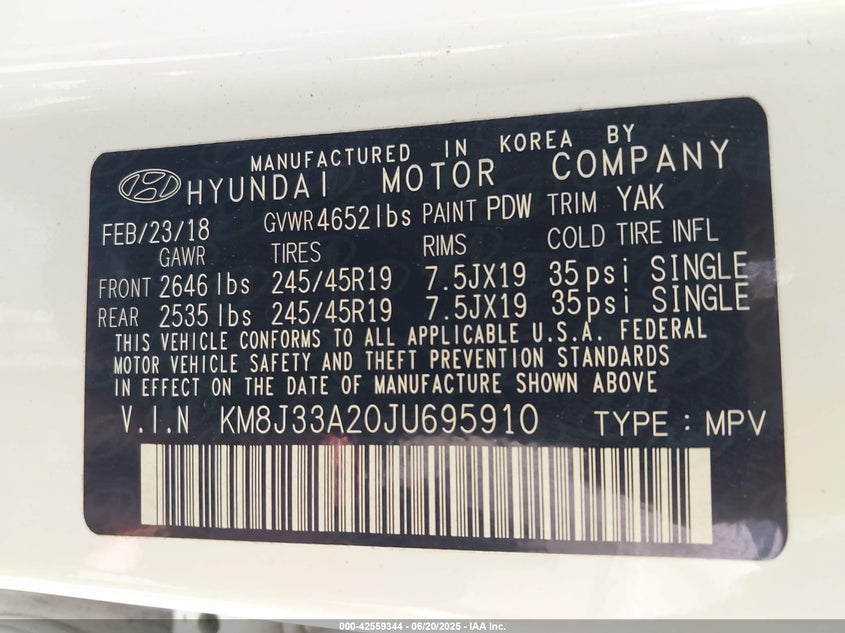 MANUFACTURED IN KOREA BY
HYUNDAI MOTOR COMPANY
FEB/23/18 GVWR 4652 lbs PAINT PDW TRIM YAK
GAWR TIRES RIMS COLD TIRE INFL
FRONT 2646 lbs 245/45R19 7.5JX19 35psi SINGLE
REAR 2535 lbs 245/45R19 7.5JX19 35psi SINGLE
THIS VEHICLE CONFORMS TO ALL APPLICABLE U.S.A. FEDERAL
MOTOR VEHICLE SAFETY AND THEFT PREVENTION STANDARDS
IN EFFECT ON DATE OF MANUFACTURE SHOWN ABOVE
V.I.N KM8J33A20JU695910 TYPE : MPV
000-42559344 | 06/20/2025 - IAA Inc.